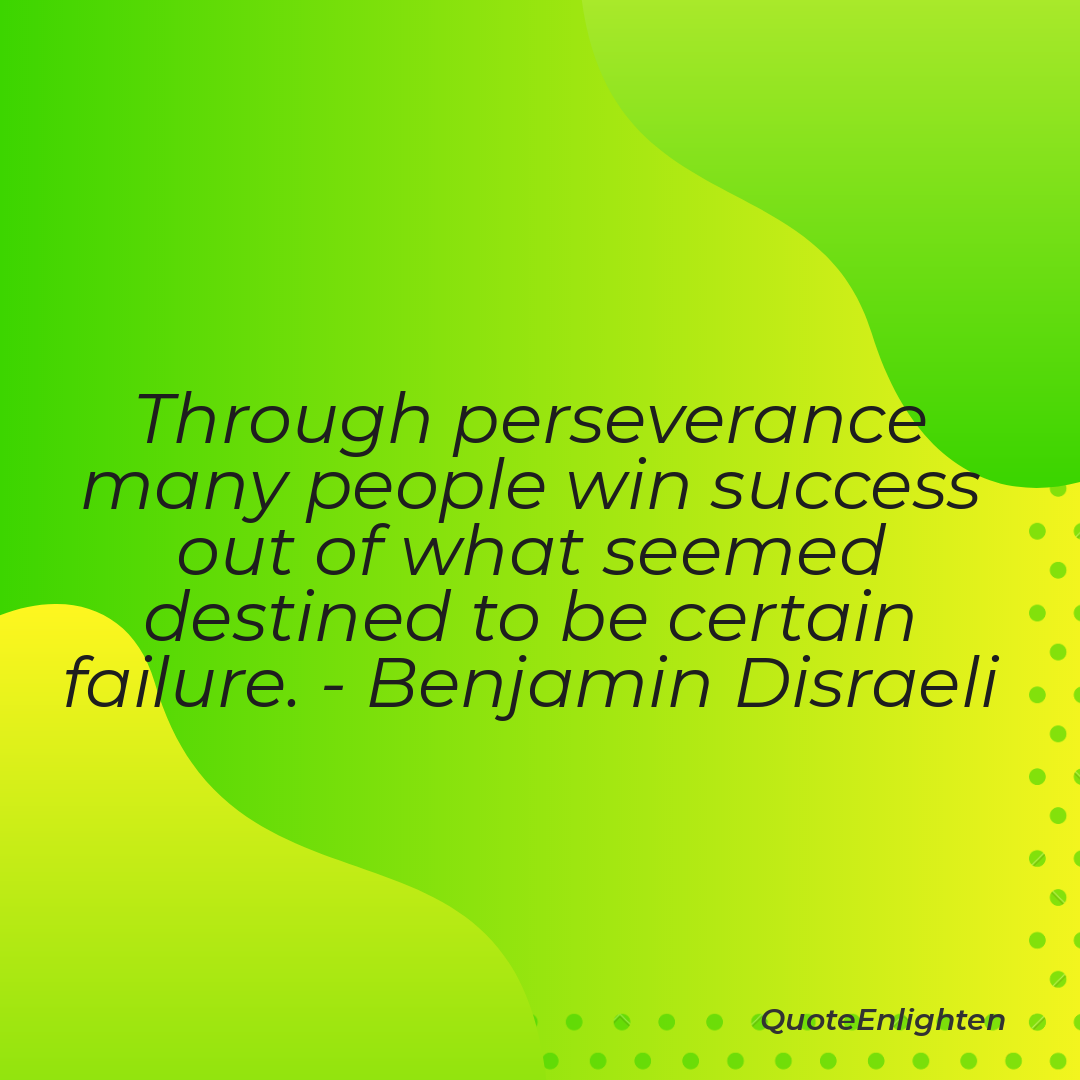 Through perseverance
many people win success
out of what seemed
destined to be certain
failure. - Benjamin Disraeli
QuoteEnlighten